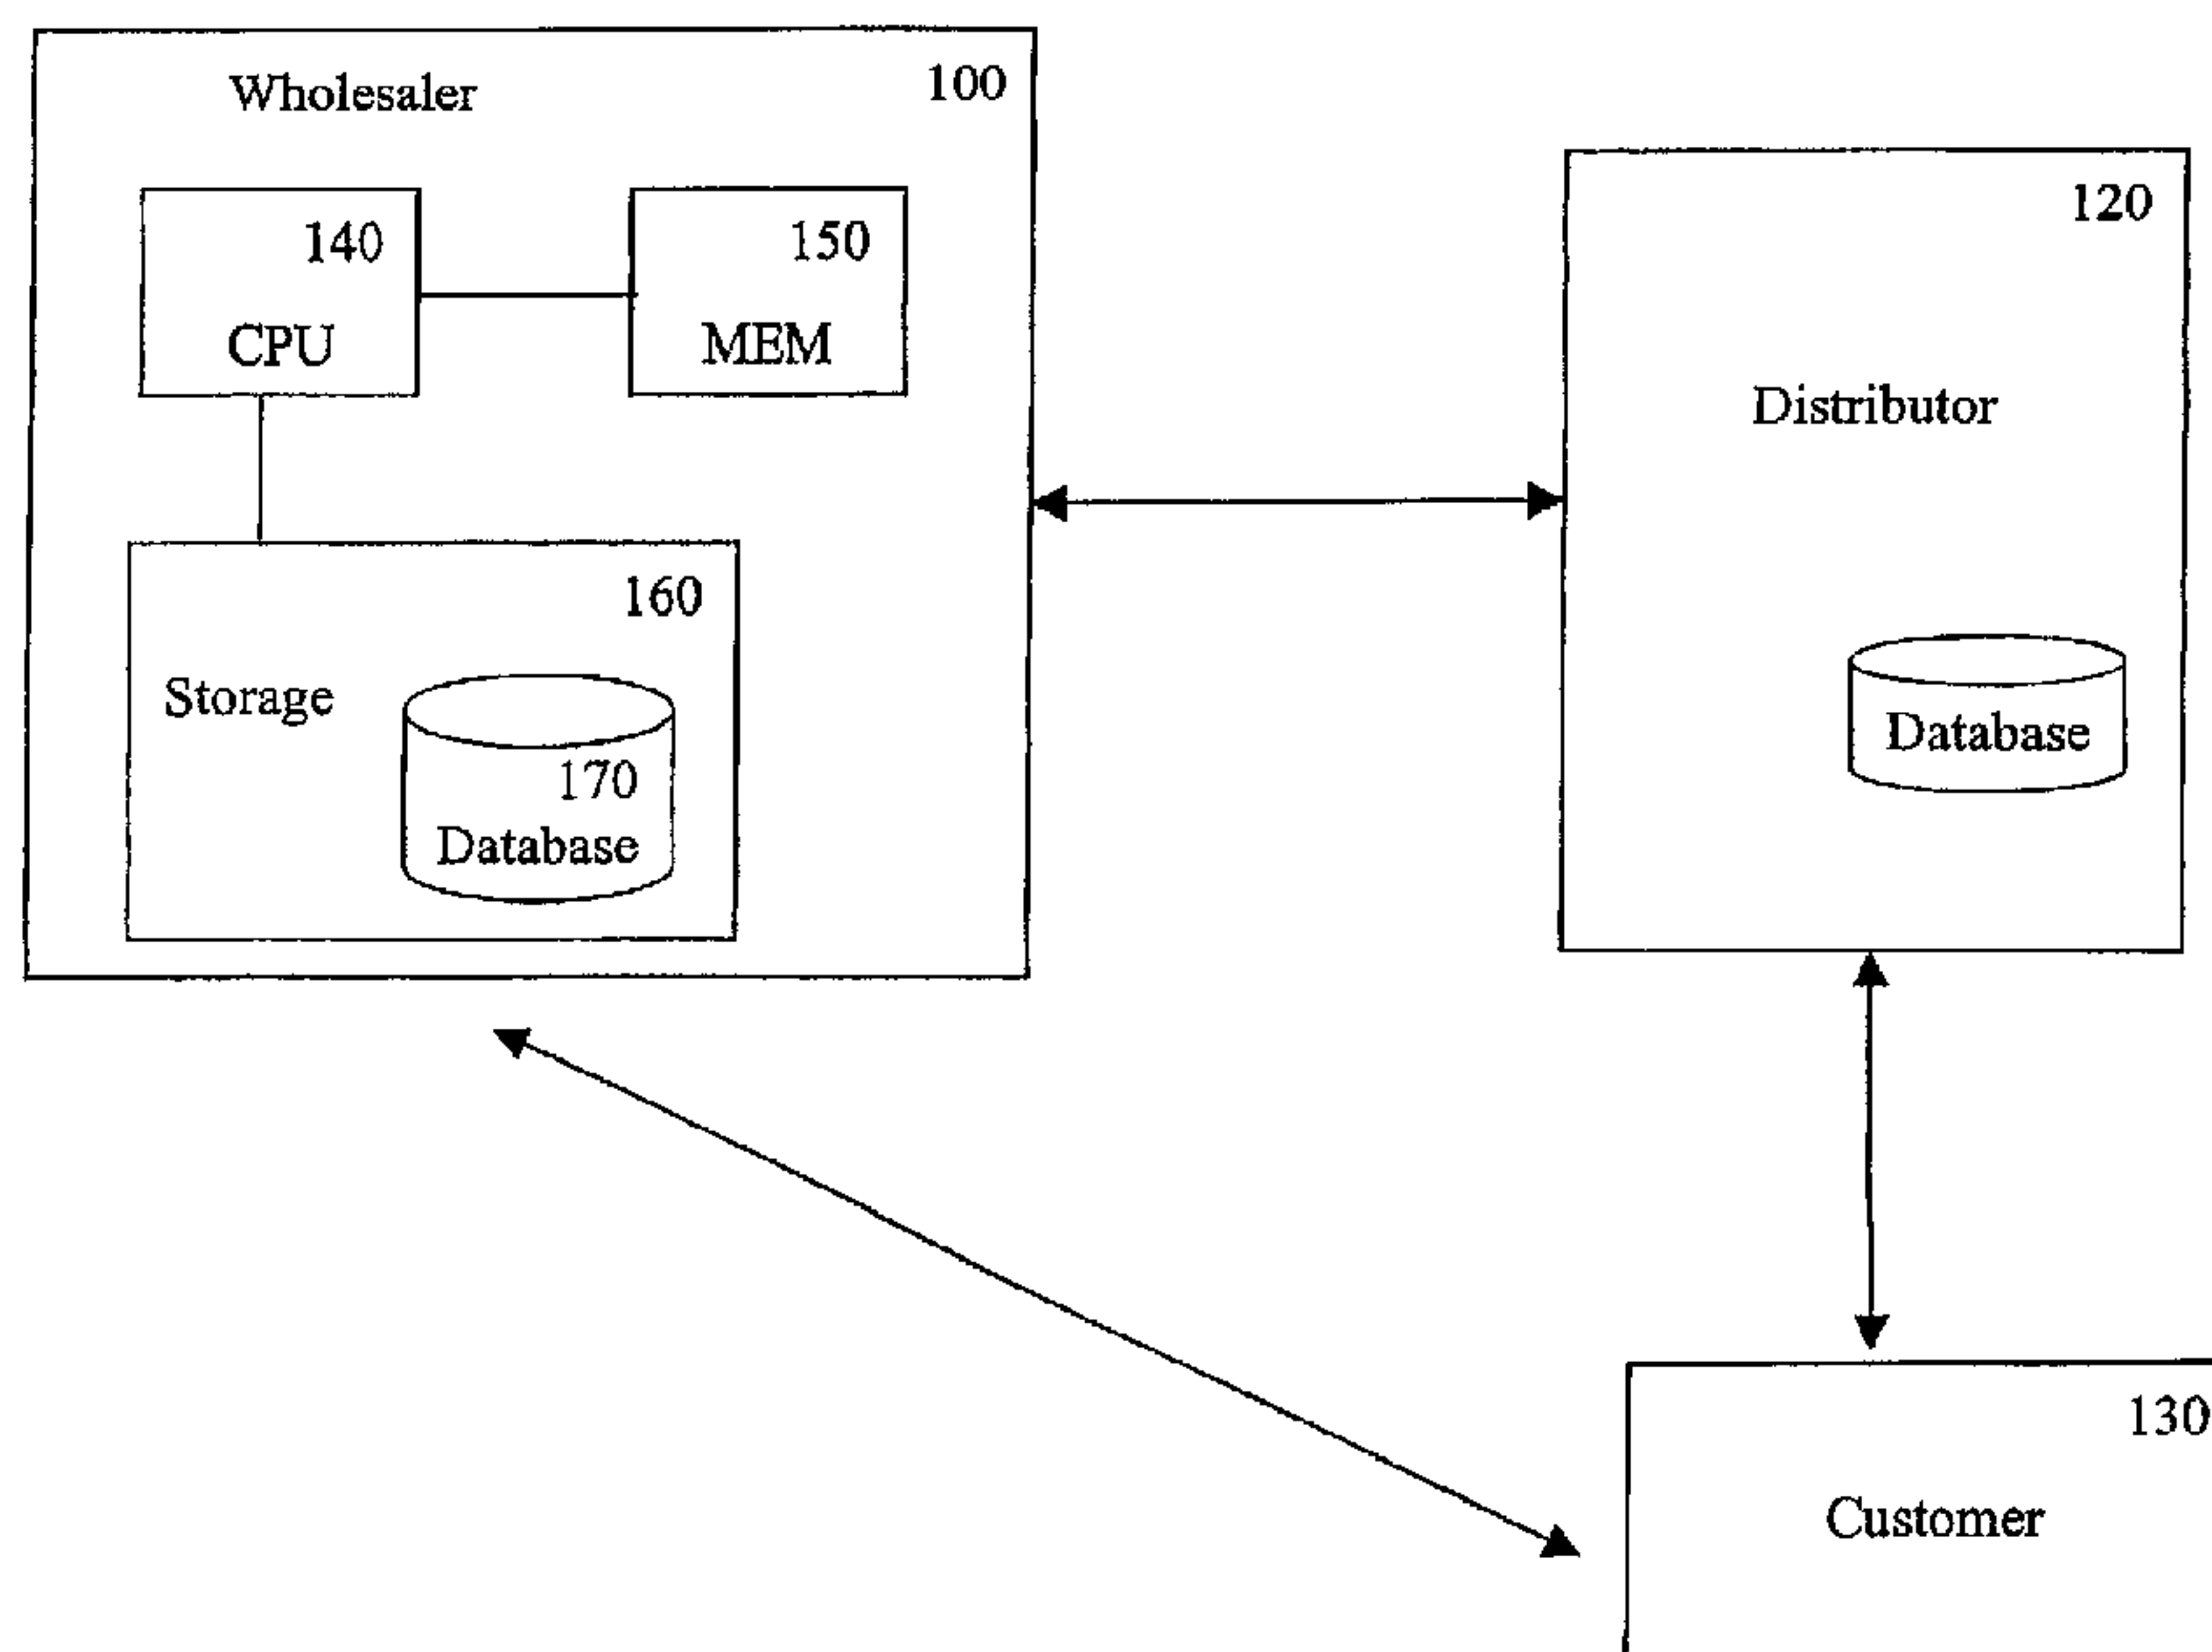 Wholesaler 100
140
CPU
150
MEM
160
Storage
170
Database
120
Distributor
Database
130
Customer